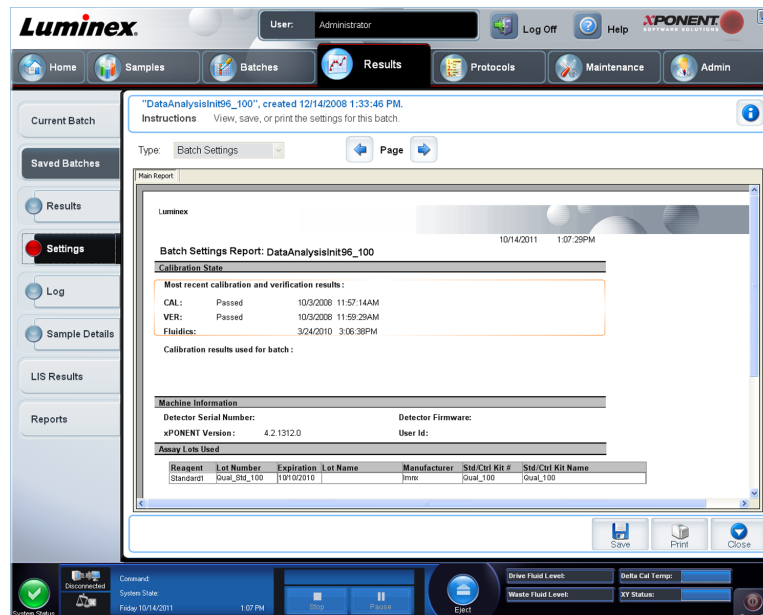 Luminex.
User: Administrator
Log Off
Help
XPONENT.
SOFTWARE SOLUTIONS
Home
Samples
Batches
Results
Protocols
Maintenance
Admin
Current Batch
Saved Batches
Results
Settings
Log
Sample Details
LIS Results
Reports
"DataAnalysisInit96_100", created 12/14/2008 1:33:46 PM.
Instructions View, save, or print the settings for this batch.
Type: Batch Settings
Page
Main Report
Luminex
10/14/2011 1:07:29PM
Batch Settings Report: DataAnalysisInit96_100
Calibration State
Most recent calibration and verification results:
CAL: Passed 10/3/2008 11:57:14AM
VER: Passed 10/3/2008 11:59:29AM
Fluidics: 3/24/2010 3:06:38PM
Calibration results used for batch :
Machine Information
Detector Serial Number: Detector Firmware:
xPONENT Version: 4.2.1312.0 User Id:
Assay Lots Used
Reagent Lot Number Expiration Lot Name Manufacturer Std/Ctrl Kit # Std/Ctrl Kit Name
Standard1 Qual_Std_100 10/10/2010 lmnx Qual_100 Qual_100
Save
Print
Close
System Status
Disconnected
Command:
System State:
Friday 10/14/2011 1:07 PM
Stop
Pause
Eject
Drive Fluid Level:
Waste Fluid Level:
Delta Cal Temp:
XY Status: